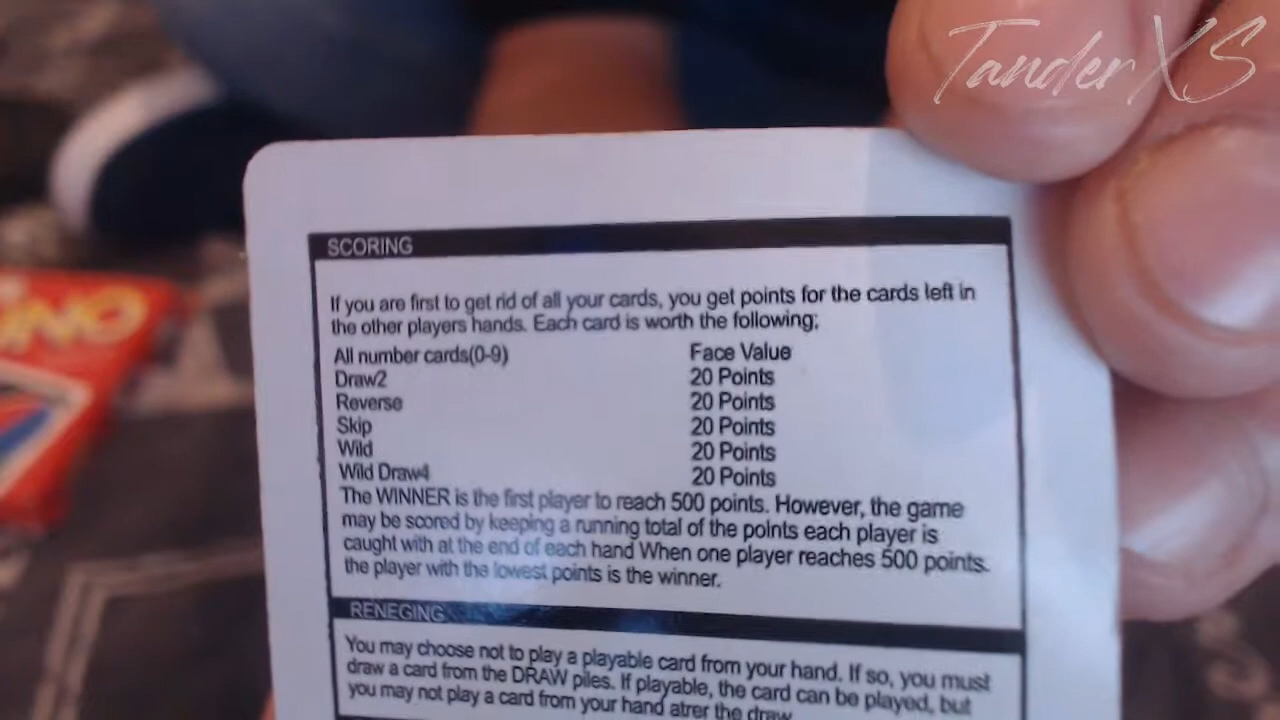 TanderXS
SCORING
If you are first to get rid of all your cards, you get points for the cards left in
the other players hands. Each card is worth the following;
All number cards(0-9) Face Value
Draw2 20 Points
Reverse 20 Points
Skip 20 Points
Wild 20 Points
Wild Draw4 20 Points
The WINNER is the first player to reach 500 points. However, the game
may be scored by keeping a running total of the points each player is
caught with at the end of each hand When one player reaches 500 points.
the player with the lowest points is the winner.
RENEGING
You may choose not to play a playable card from your hand. If so, you must
draw a card from the DRAW piles. If playable, the card can be played, but
you may not play a card from your hand atrer the draw
UNO